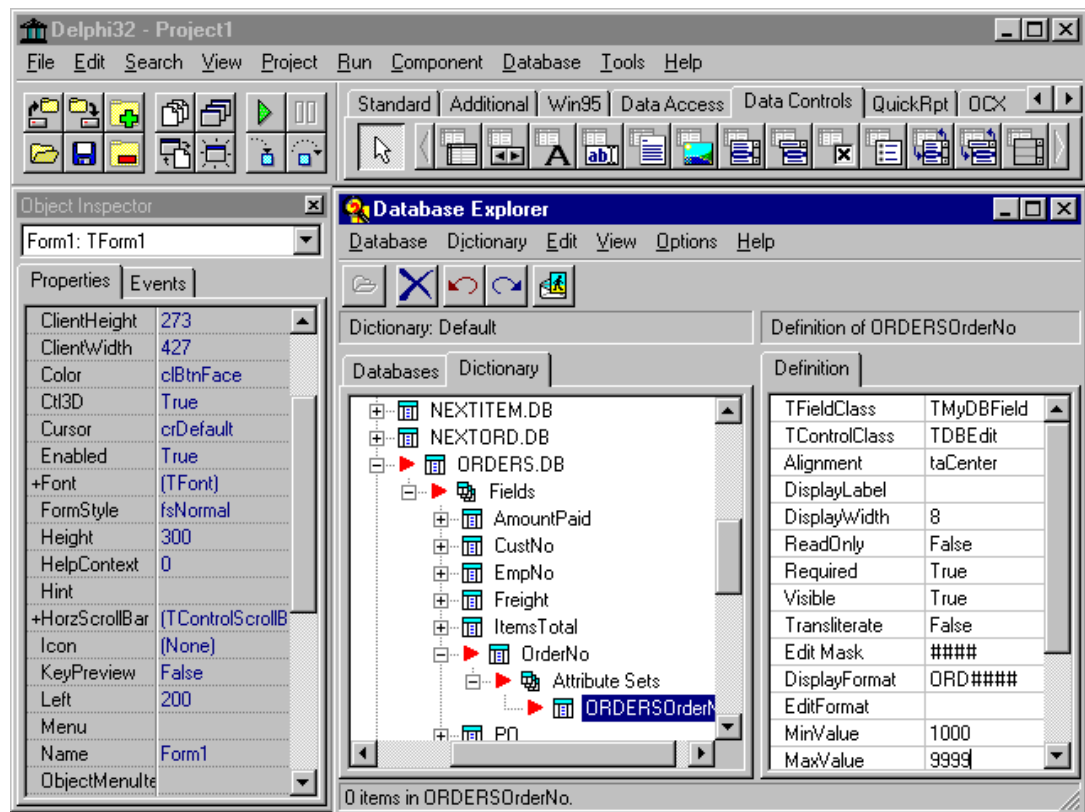 Delphi32 - Project1
File Edit Search View Project Run Component Database Tools Help
Standard Additional Win95 Data Access Data Controls QuickRpt OCX
Object Inspector
Form1: TForm1
Properties Events
ClientHeight 273
ClientWidth 427
Color clBtnFace
Ctl3D True
Cursor crDefault
Enabled True
+Font (TFont)
FormStyle fsNormal
Height 300
HelpContext 0
Hint
+HorzScrollBar (TControlScrollB
Icon (None)
KeyPreview False
Left 200
Menu
Name Form1
ObjectMenuIte
Database Explorer
Database Dictionary Edit View Options Help
Dictionary: Default
Definition of ORDERSOrderNo
Databases Dictionary
NEXTITEM.DB
NEXTORD.DB
ORDERS.DB
Fields
AmountPaid
CustNo
EmpNo
Freight
ItemsTotal
OrderNo
Attribute Sets
ORDERSOrderN
PO
Definition
TFieldClass TMyDBField
TControlClass TDBEdit
Alignment taCenter
DisplayLabel
DisplayWidth 8
ReadOnly False
Required True
Visible True
Transliterate False
Edit Mask ####
DisplayFormat ORD####
EditFormat
MinValue 1000
MaxValue 9999
0 items in ORDERSOrderNo.